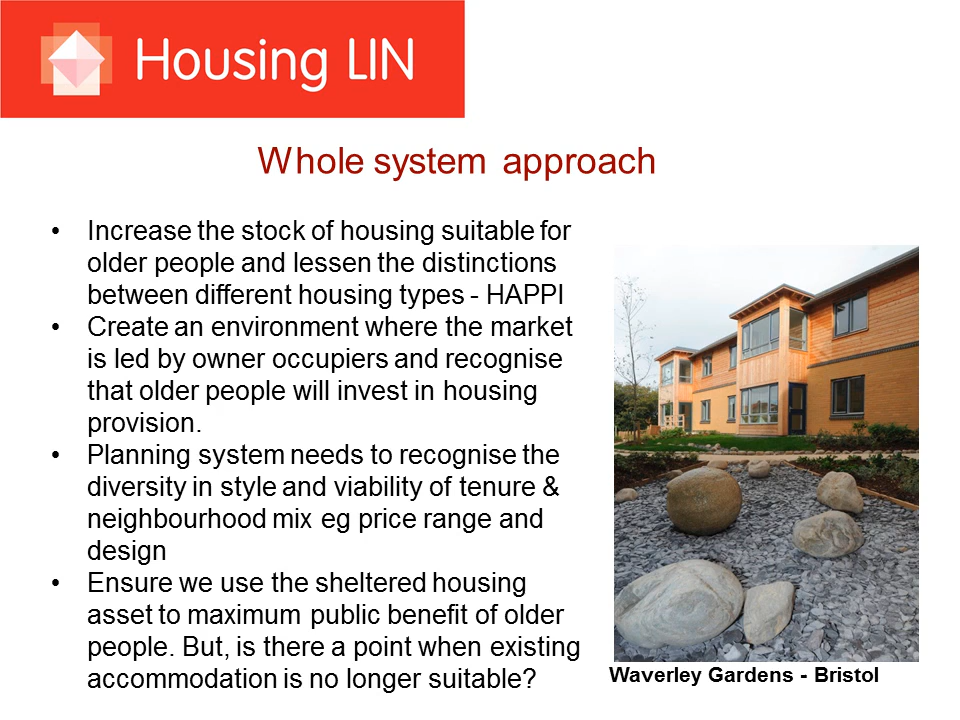 Housing LIN
Whole system approach
• Increase the stock of housing suitable for
older people and lessen the distinctions
between different housing types - HAPPI
• Create an environment where the market
is led by owner occupiers and recognise
that older people will invest in housing
provision.
• Planning system needs to recognise the
diversity in style and viability of tenure &
neighbourhood mix eg price range and
design
• Ensure we use the sheltered housing
asset to maximum public benefit of older
people. But, is there a point when existing
accommodation is no longer suitable?
Waverley Gardens - Bristol